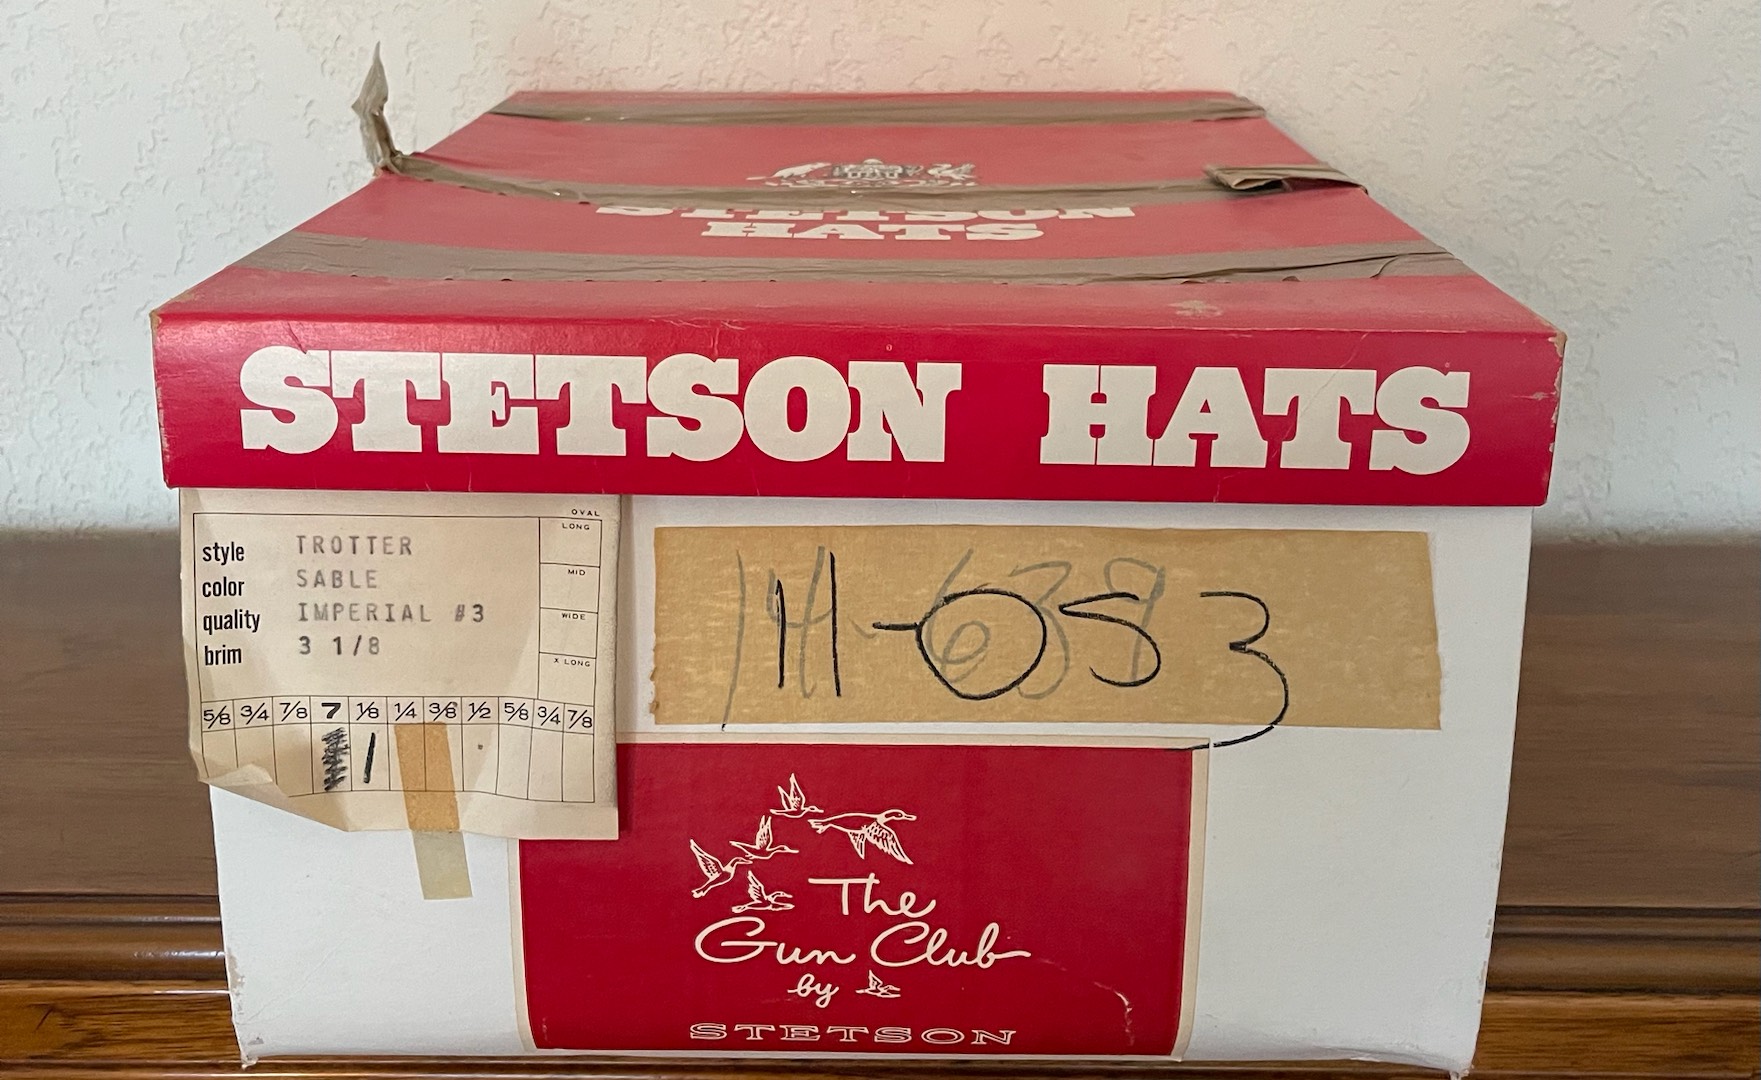 STETSON
HATS
STETSON HATS
OVAL
LONG
MID
WIDE
X LONG
style TROTTER
color SABLE
quality IMPERIAL #3
brim 3 1/8
5/8 3/4 7/8 7 1/8 1/4 3/8 1/2 5/8 3/4 7/8
11-053
The
Gun Club
by
STETSON